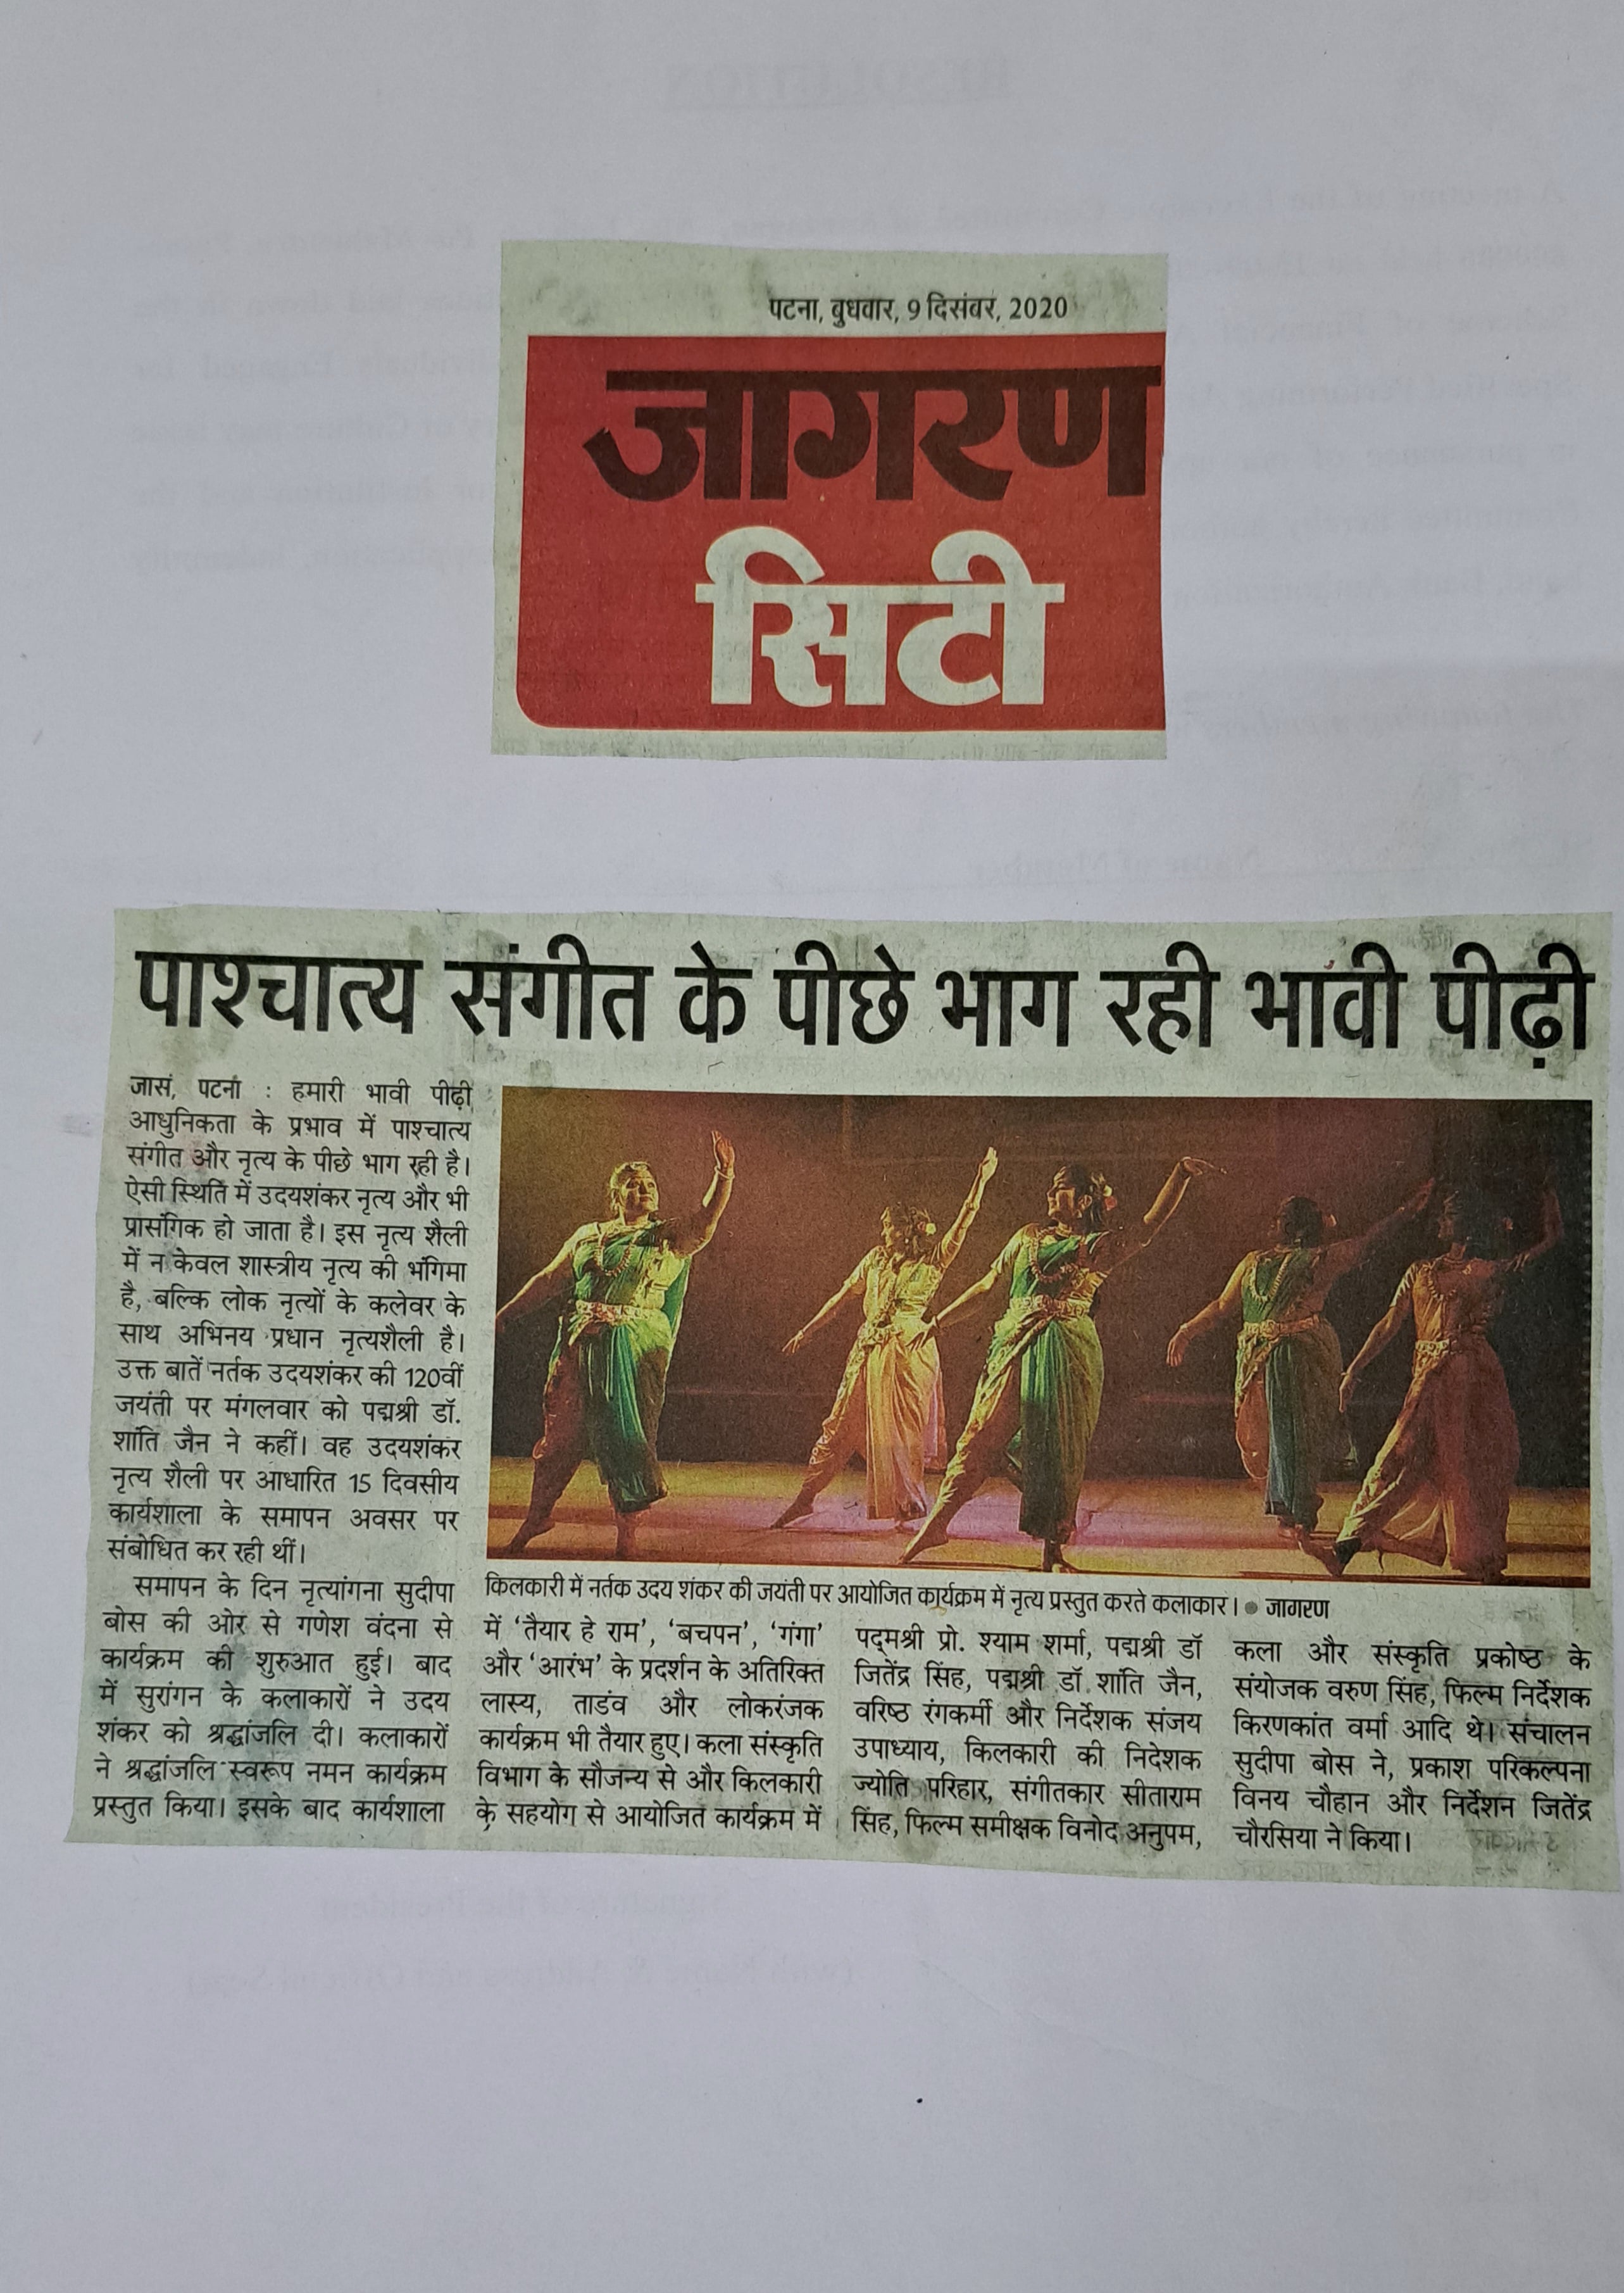 पटना, बुधवार, 9 दिसंबर, 2020
जागरण
सिटी
पाश्चात्य संगीत के पीछे भाग रही भावी पीढ़ी
जासं, पटना : हमारी भावी पीढ़ी
आधुनिकता के प्रभाव में पाश्चात्य
संगीत और नृत्य के पीछे भाग रही है।
ऐसी स्थिति में उदयशंकर नृत्य और भी
प्रासंगिक हो जाता है। इस नृत्य शैली
में न केवल शास्त्रीय नृत्य की भंगिमा
है, बल्कि लोक नृत्यों के कलेवर के
साथ अभिनय प्रधान नृत्यशैली है।
उक्त बातें नर्तक उदयशंकर की 120वीं
जयंती पर मंगलवार को पद्मश्री डॉ.
शांति जैन ने कहीं। वह उदयशंकर
नृत्य शैली पर आधारित 15 दिवसीय
कार्यशाला के समापन अवसर पर
संबोधित कर रही थीं।
समापन के दिन नृत्यांगना सुदीपा
बोस की ओर से गणेश वंदना से
कार्यक्रम की शुरुआत हुई। बाद
में सुरांगन के कलाकारों ने उदय
शंकर को श्रद्धांजलि दी। कलाकारों
ने श्रद्धांजलि स्वरूप नमन कार्यक्रम
प्रस्तुत किया। इसके बाद कार्यशाला
किलकारी में नर्तक उदय शंकर की जयंती पर आयोजित कार्यक्रम में नृत्य प्रस्तुत करते कलाकार। ● जागरण
में ‘तैयार हे राम’, ‘बचपन’, ‘गंगा’
और ‘आरंभ’ के प्रदर्शन के अतिरिक्त
लास्य, ताडंव और लोकरंजक
कार्यक्रम भी तैयार हुए। कला संस्कृति
विभाग के सौजन्य से और किलकारी
के सहयोग से आयोजित कार्यक्रम में
पद्मश्री प्रो. श्याम शर्मा, पद्मश्री डॉ
जितेंद्र सिंह, पद्मश्री डॉ शांति जैन,
वरिष्ठ रंगकर्मी और निर्देशक संजय
उपाध्याय, किलकारी की निदेशक
ज्योति परिहार, संगीतकार सीताराम
सिंह, फिल्म समीक्षक विनोद अनुपम,
कला और संस्कृति प्रकोष्ठ के
संयोजक वरुण सिंह, फिल्म निर्देशक
किरणकांत वर्मा आदि थे। संचालन
सुदीपा बोस ने, प्रकाश परिकल्पना
विनय चौहान और निर्देशन जितेंद्र
चौरसिया ने किया।